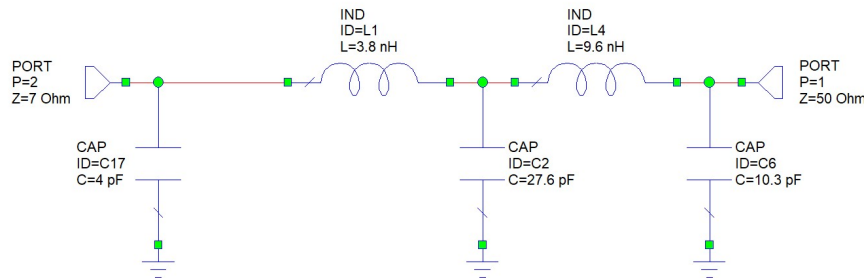 IND
ID=L1
L=3.8 nH
IND
ID=L4
L=9.6 nH
PORT
P=2
Z=7 Ohm
PORT
P=1
Z=50 Ohm
CAP
ID=C17
C=4 pF
CAP
ID=C2
C=27.6 pF
CAP
ID=C6
C=10.3 pF